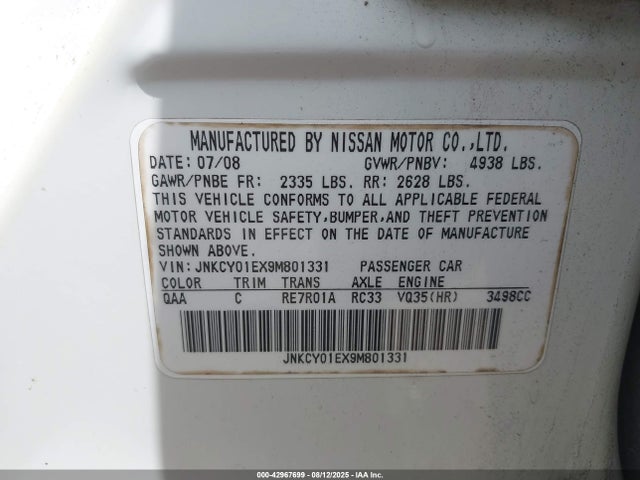 MANUFACTURED BY NISSAN MOTOR CO.,LTD.
DATE: 07/08 GVWR/PNBV: 4938 LBS.
GAWR/PNBE FR: 2335 LBS. RR: 2628 LBS.
THIS VEHICLE CONFORMS TO ALL APPLICABLE FEDERAL
MOTOR VEHICLE SAFETY,BUMPER,AND THEFT PREVENTION
STANDARDS IN EFFECT ON THE DATE OF MANUFACTURE
SHOWN ABOVE.
VIN: JNKCY01EX9M801331 PASSENGER CAR
COLOR TRIM TRANS AXLE ENGINE
QAA C RE7R01A RC33 VQ35(HR) 3498CC
JNKCY01EX9M801331
000-42967699 - 08/12/2025 - IAA Inc.